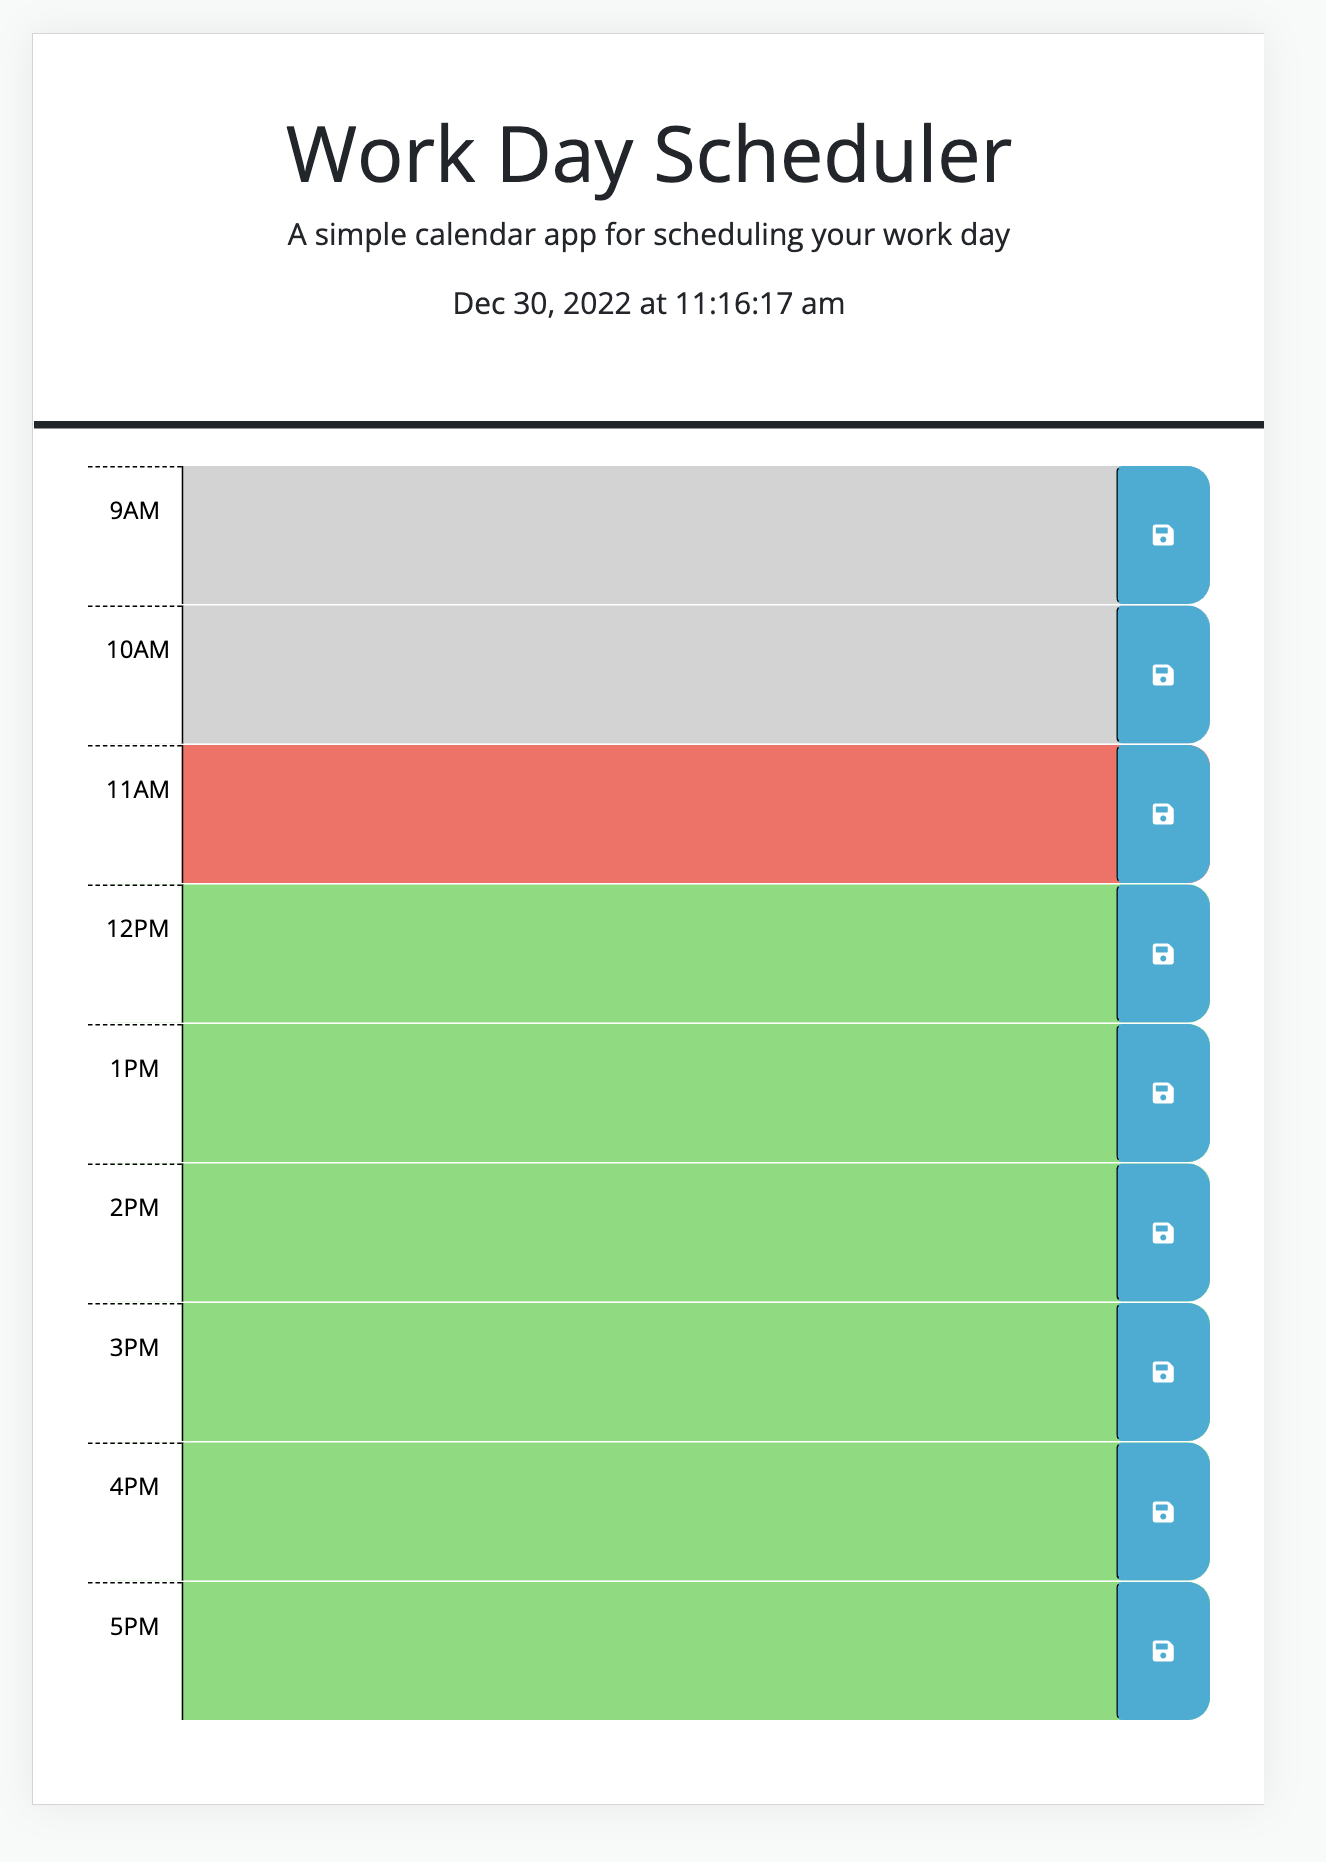 Work Day Scheduler
A simple calendar app for scheduling your work day
Dec 30, 2022 at 11:16:17 am
9AM
10AM
11AM
12PM
1PM
2PM
3PM
4PM
5PM